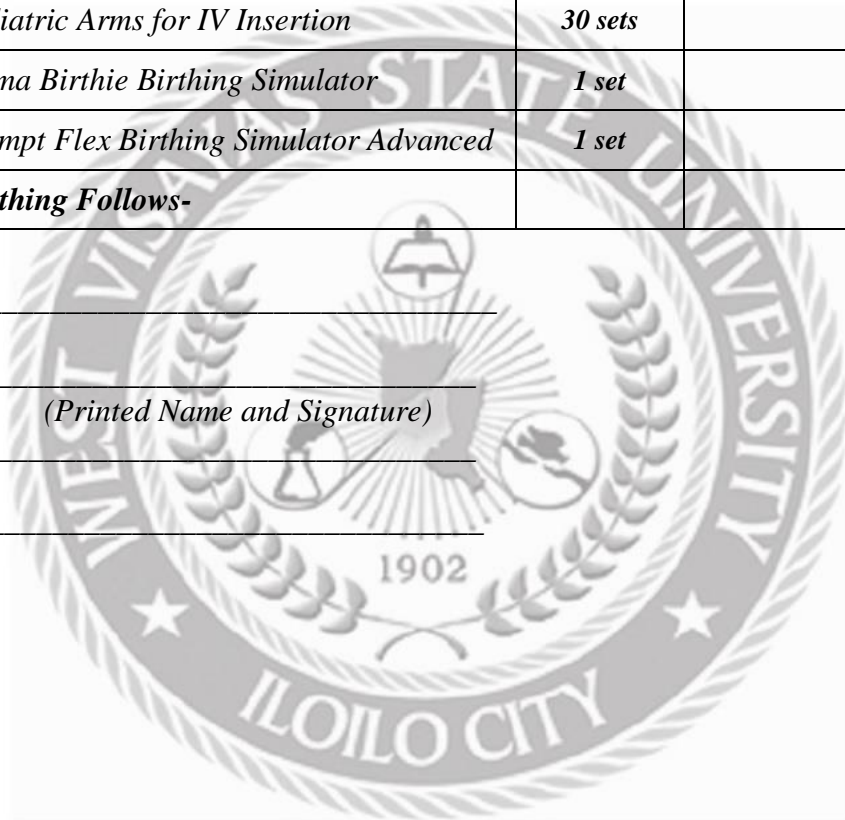 iatric Arms for IV Insertion 30 sets
ma Birthie Birthing Simulator 1 set
mpt Flex Birthing Simulator Advanced 1 set
thing Follows-
(Printed Name and Signature)
WEST VISAYAS STATE UNIVERSITY
1902
ILOILO CITY